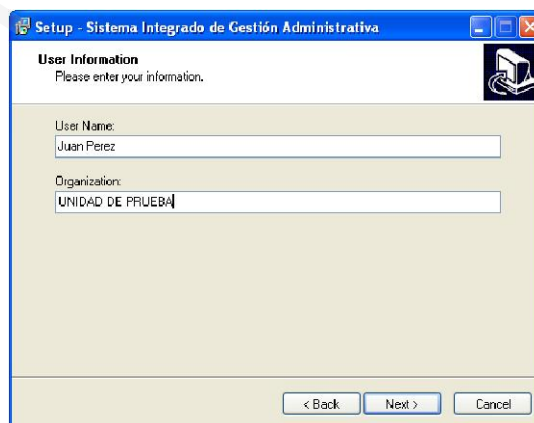 Setup - Sistema Integrado de Gestión Administrativa
User Information
Please enter your information.
User Name:
Juan Perez
Organization:
UNIDAD DE PRUEBA
< Back Next > Cancel